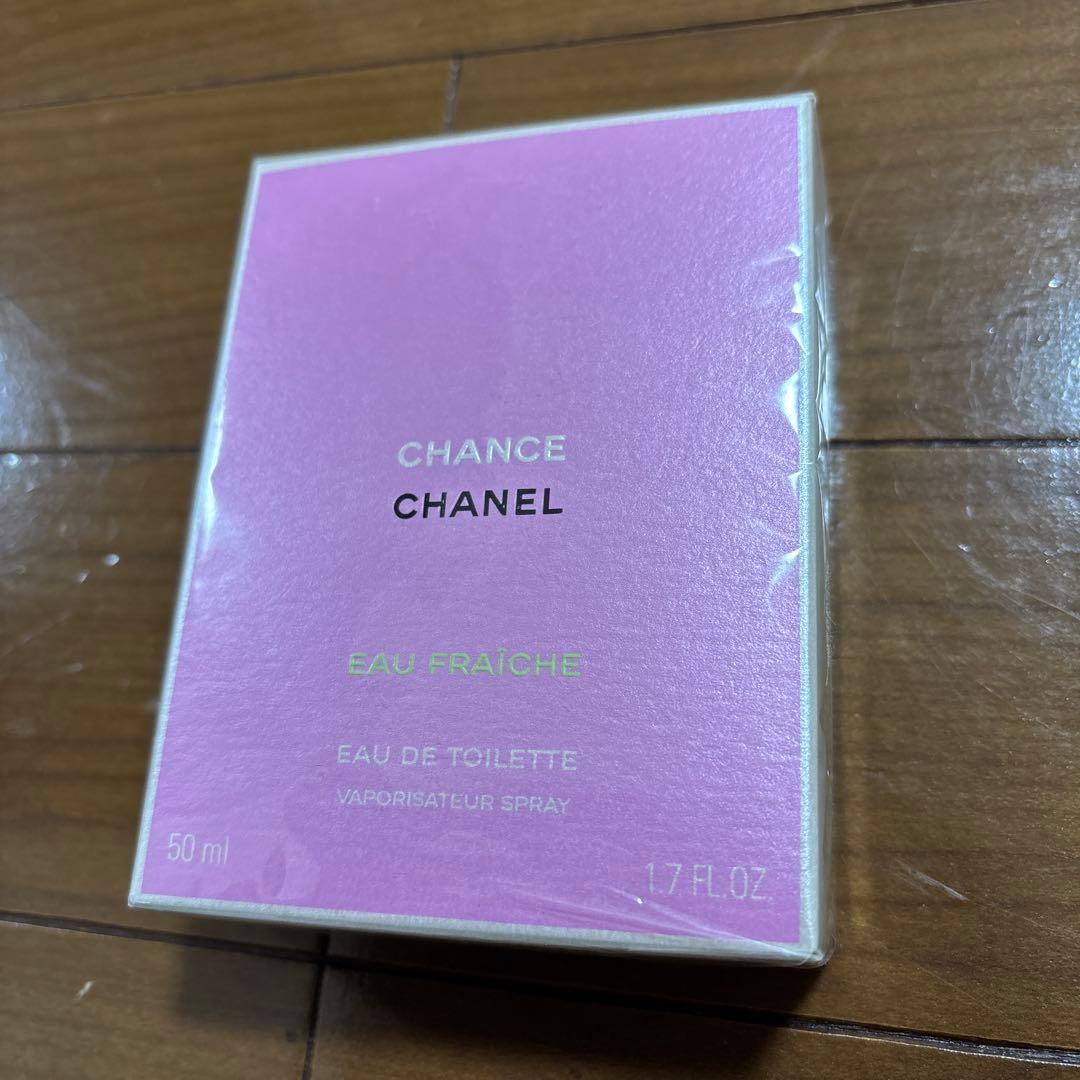 CHANCE
CHANEL
EAU FRAÎCHE
EAU DE TOILETTE
VAPORISATEUR SPRAY
50 ml
1.7 FL.OZ.